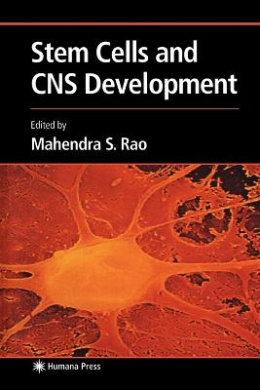 Stem Cells and
CNS Development
Edited by
Mahendra S. Rao
Humana Press